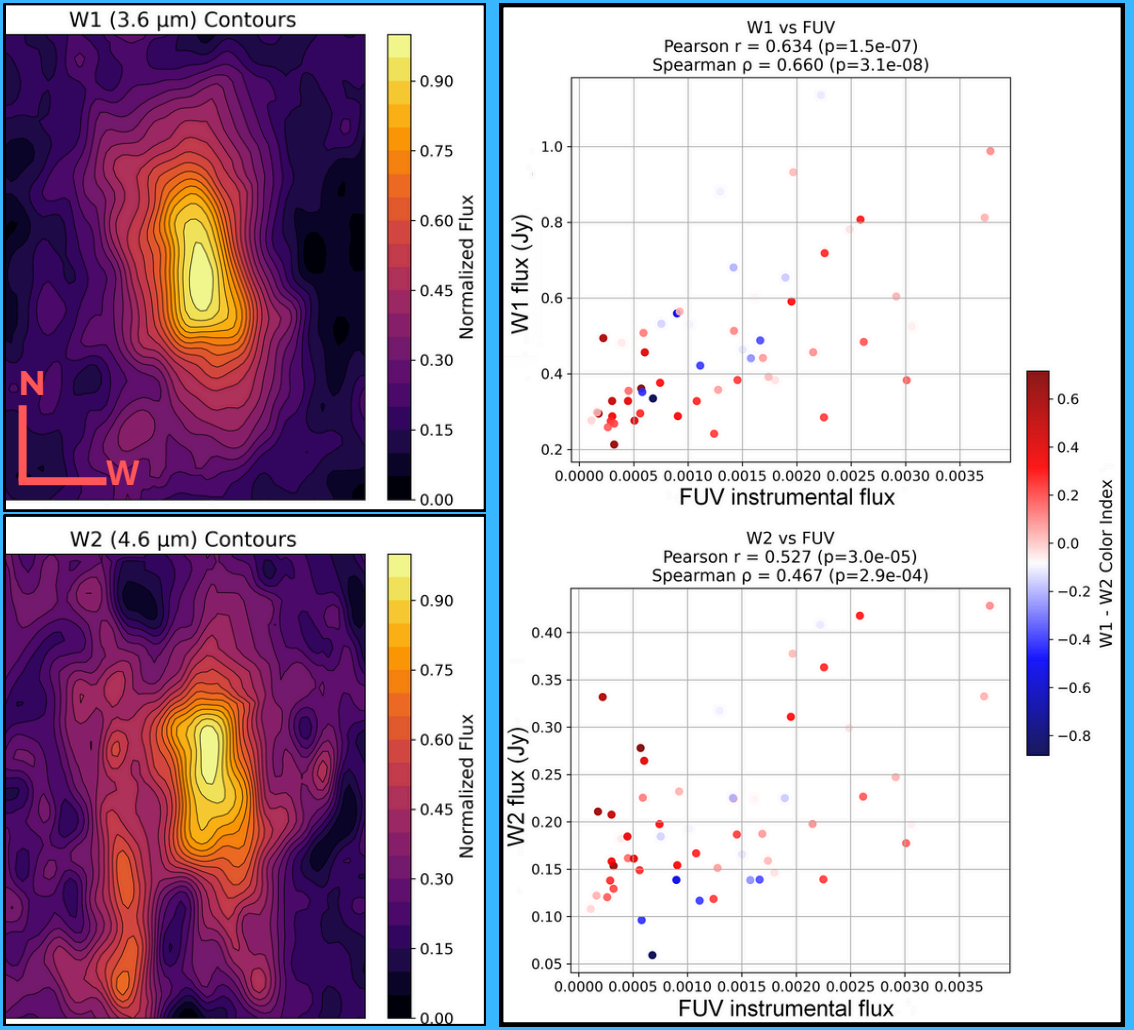 W1 (3.6 μm) Contours
0.90
0.75
0.60
0.45
0.30
0.15
0.00
Normalized Flux
N
W
W2 (4.6 μm) Contours
0.90
0.75
0.60
0.45
0.30
0.15
0.00
Normalized Flux
W1 vs FUV
Pearson r = 0.634 (p=1.5e-07)
Spearman ρ = 0.660 (p=3.1e-08)
W1 flux (Jy)
1.0
0.8
0.6
0.4
0.2
0.0000 0.0005 0.0010 0.0015 0.0020 0.0025 0.0030 0.0035
FUV instrumental flux
W2 vs FUV
Pearson r = 0.527 (p=3.0e-05)
Spearman ρ = 0.467 (p=2.9e-04)
W2 flux (Jy)
0.40
0.35
0.30
0.25
0.20
0.15
0.10
0.05
0.0000 0.0005 0.0010 0.0015 0.0020 0.0025 0.0030 0.0035
FUV instrumental flux
0.6
0.4
0.2
0.0
−0.2
−0.4
−0.6
−0.8
W1 - W2 Color Index